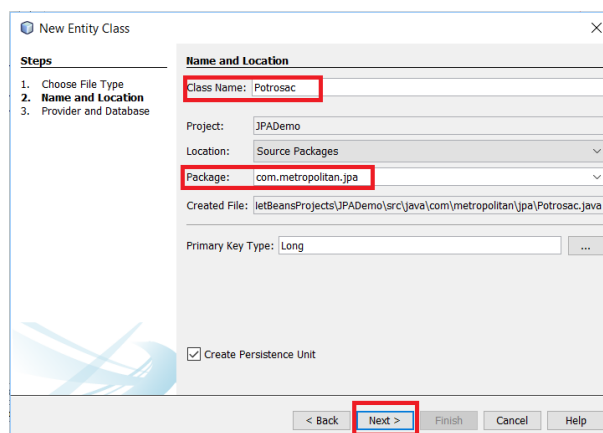 New Entity Class
Steps
1. Choose File Type
2. Name and Location
3. Provider and Database
Name and Location
Class Name: Potrosac
Project: JPADemo
Location: Source Packages
Package: com.metropolitan.jpa
Created File: letBeansProjects\JPADemo\src\java\com\metropolitan\jpa\Potrosac.java
Primary Key Type: Long ...
Create Persistence Unit
< Back Next > Finish Cancel Help